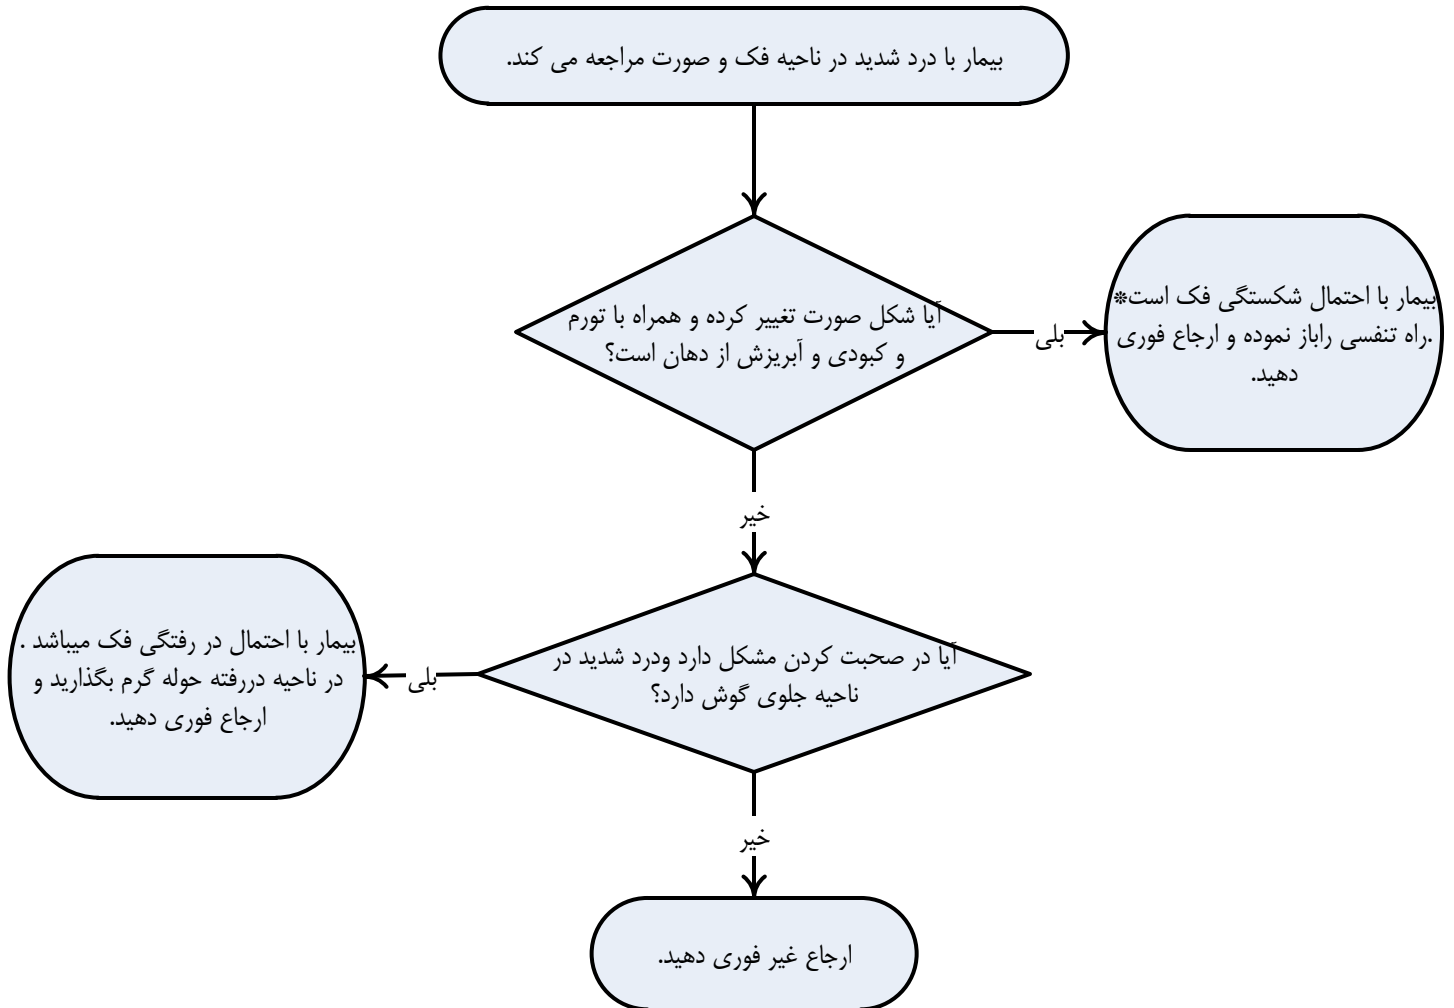 بیمار با درد شدید در ناحیه فک و صورت مراجعه می کند.
آیا شکل صورت تغییر کرده و همراه با تورم
و کبودی و آبریزش از دهان است؟
بلی
بیمار با احتمال شکستگی فک است*
.راه تنفسی راباز نموده و ارجاع فوری
دهید.
خیر
آیا در صحبت کردن مشکل دارد ودرد شدید در
ناحیه جلوی گوش دارد؟
بلی
بیمار با احتمال در رفتگی فک میباشد .
در ناحیه دررفته حوله گرم بگذارید و
ارجاع فوری دهید.
خیر
ارجاع غیر فوری دهید.